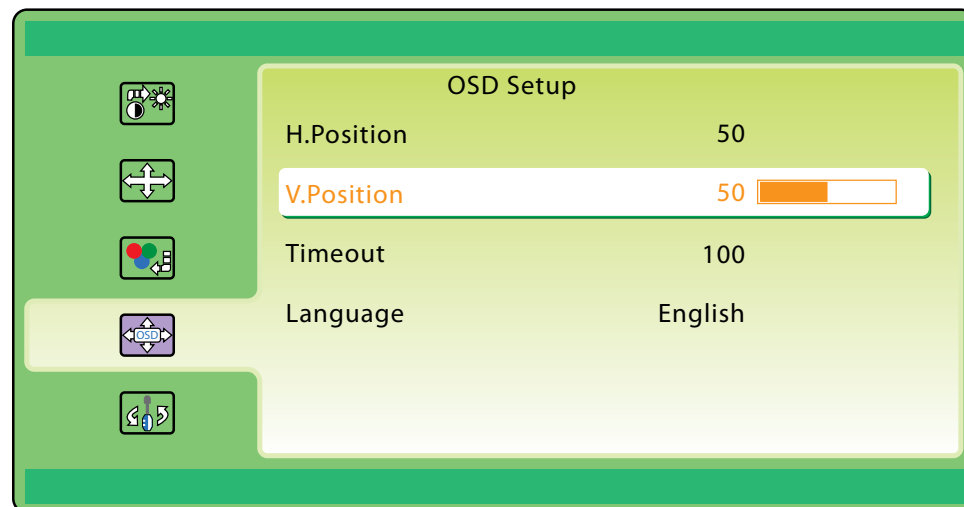 OSD Setup
H.Position 50
V.Position 50
Timeout 100
Language English
OSD